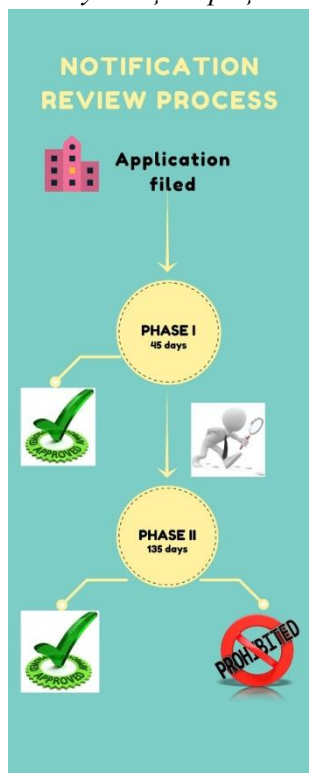 NOTIFICATION
REVIEW PROCESS
Application
filed
PHASE I
45 days
APPROVED
PHASE II
135 days
APPROVED
PROHIBITED